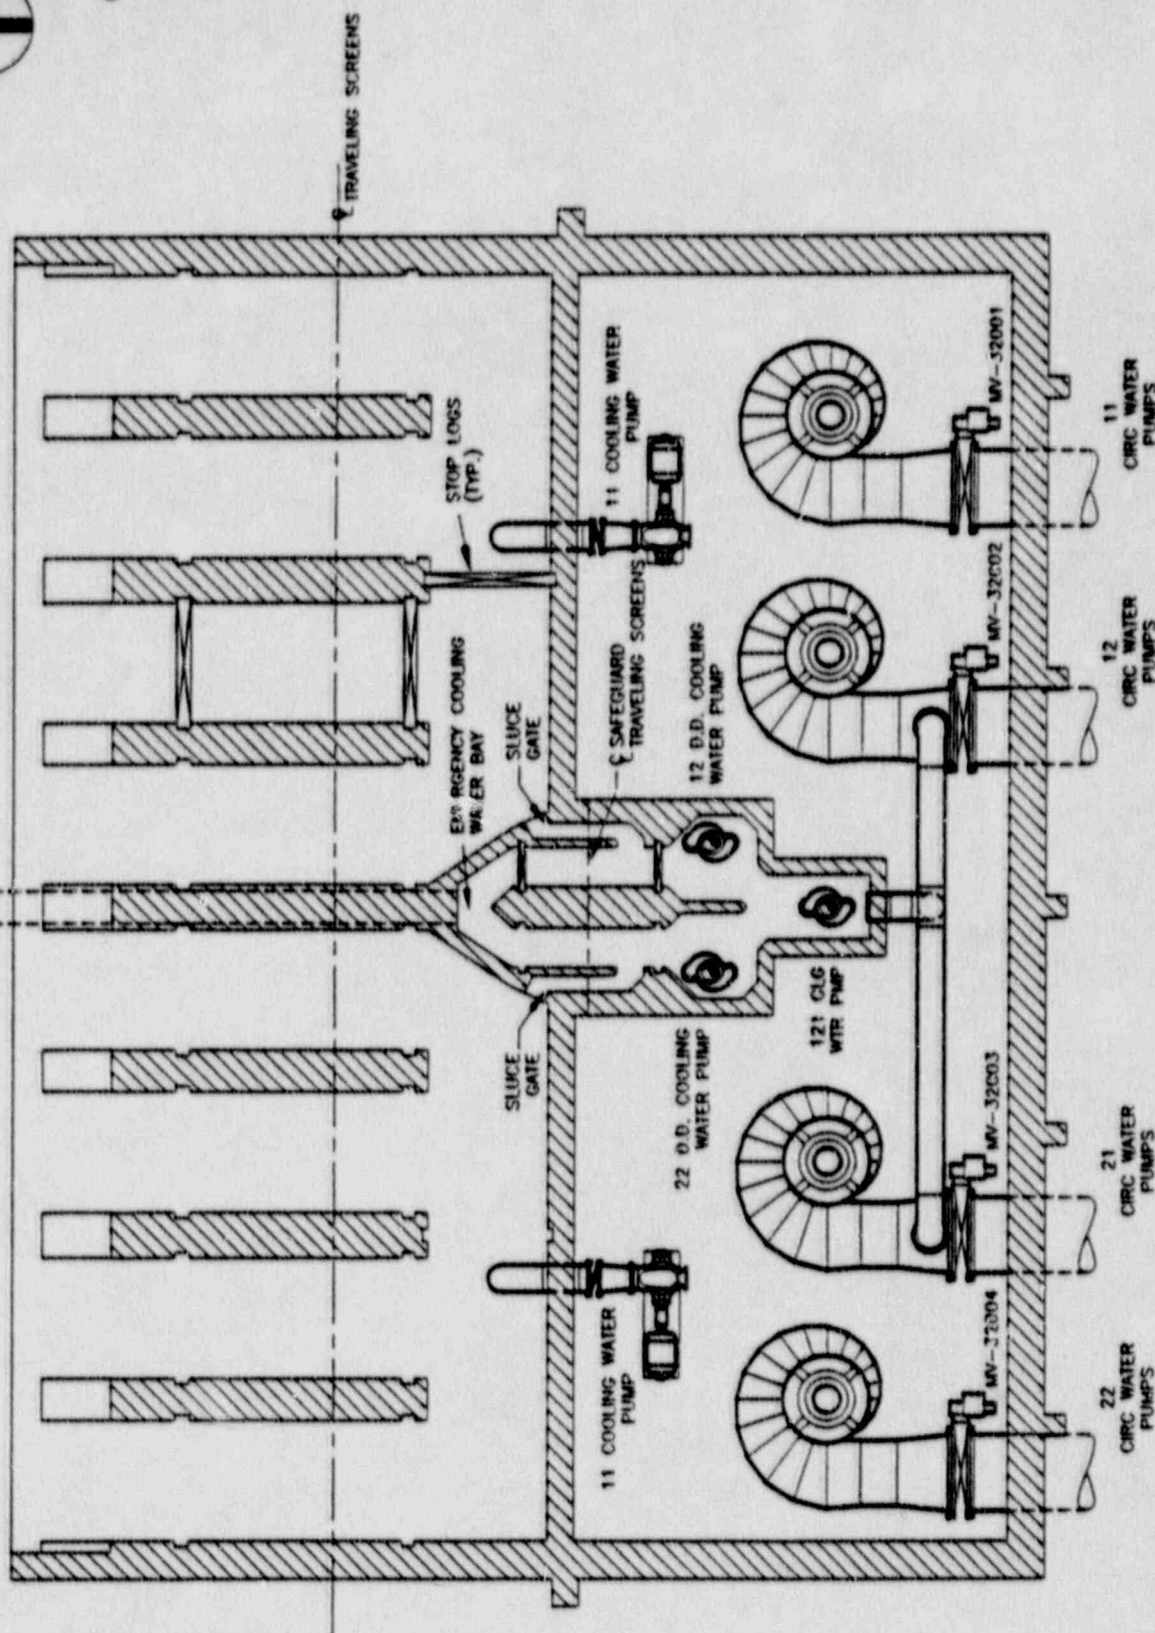 TRAVELING SCREENS
STOP LOGS
(TYP.)
11 COOLING WATER
PUMP
MV-32001
11
CIRC WATER
PUMPS
EMERGENCY COOLING
WATER BAY
SLUICE
GATE
SAFEGUARD
TRAVELING SCREENS
12 D.D. COOLING
WATER PUMP
MV-32002
12
CIRC WATER
PUMPS
SLUICE
GATE
22 D.D. COOLING
WATER PUMP
121 CLG
WTR PMP
MV-32003
21
CIRC WATER
PUMPS
11 COOLING WATER
PUMP
MV-32004
22
CIRC WATER
PUMPS